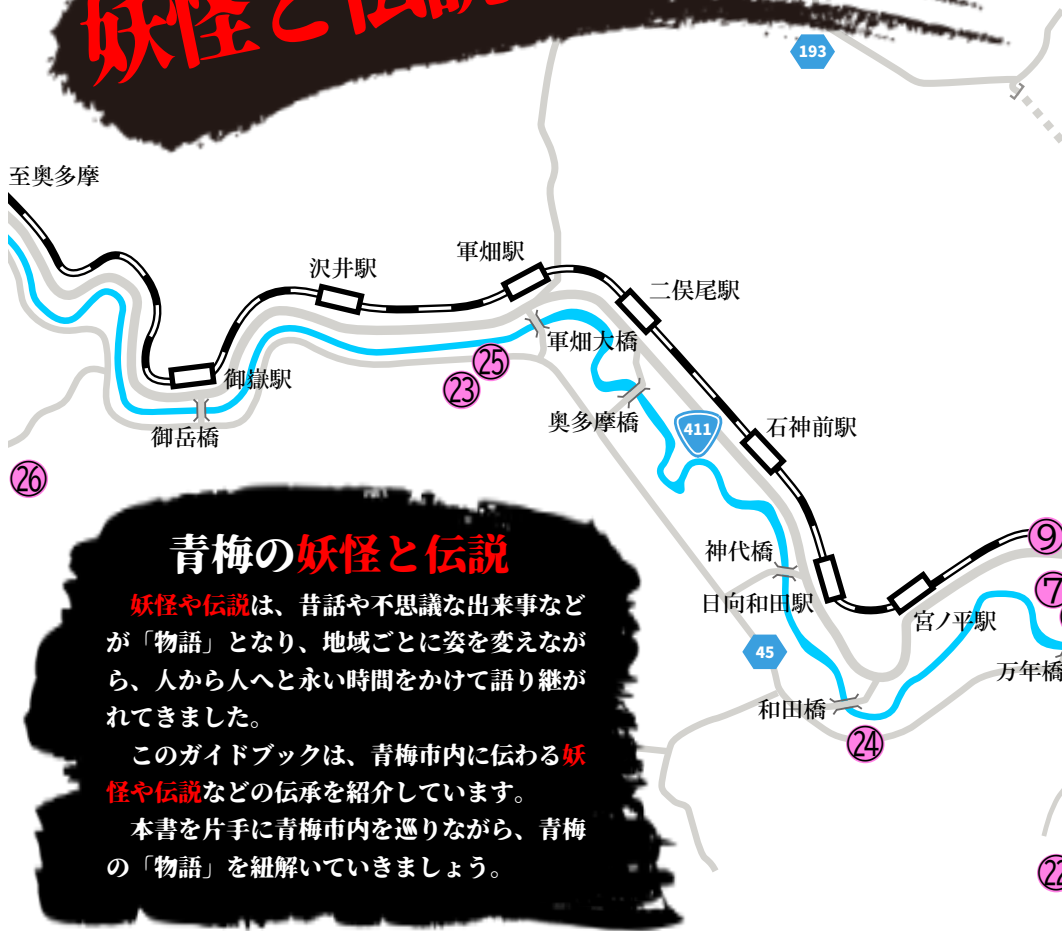 妖怪と伝説
193
至奥多摩
軍畑駅
沢井駅
二俣尾駅
軍畑大橋
25
御嶽駅
23
奥多摩橋
411
石神前駅
御岳橋
26
9
青梅の妖怪と伝説
妖怪や伝説は、昔話や不思議な出来事など
が「物語」となり、地域ごとに姿を変えなが
ら、人から人へと永い時間をかけて語り継が
れてきました。
このガイドブックは、青梅市内に伝わる妖
怪や伝説などの伝承を紹介しています。
本書を片手に青梅市内を巡りながら、青梅
の「物語」を紐解いていきましょう。
神代橋
7
日向和田駅
宮ノ平駅
45
万年橋
和田橋
24
22